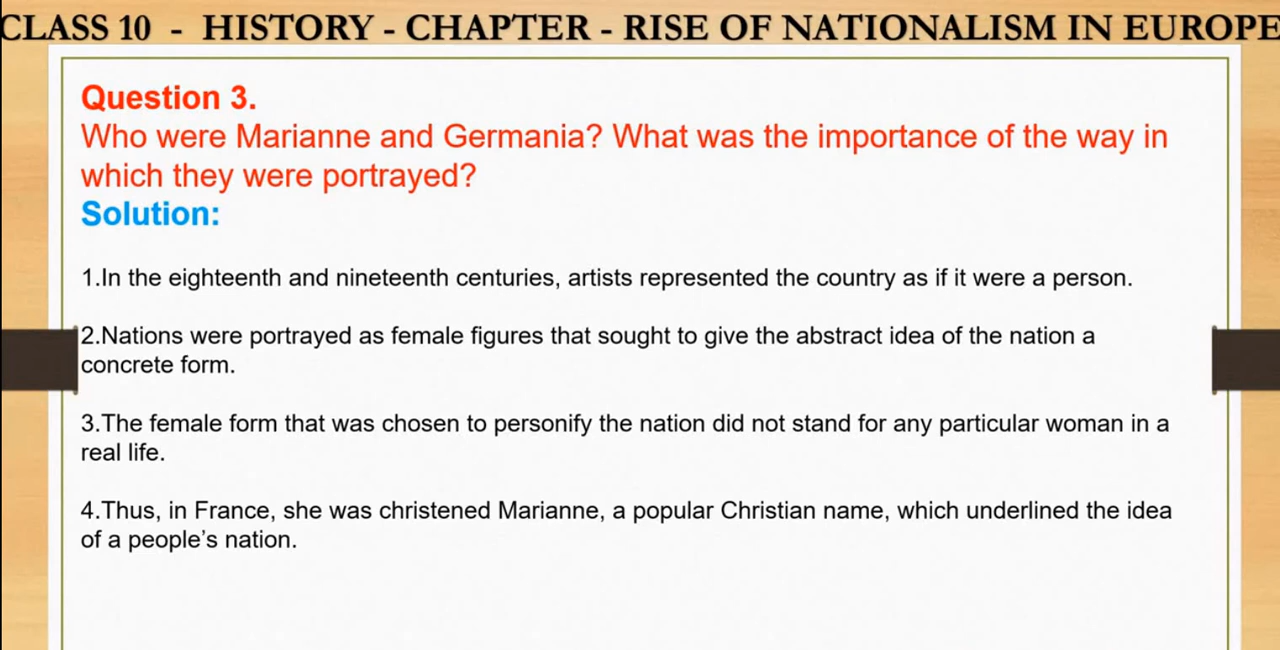 CLASS 10 - HISTORY - CHAPTER - RISE OF NATIONALISM IN EUROPE
Question 3.
Who were Marianne and Germania? What was the importance of the way in
which they were portrayed?
Solution:
1.In the eighteenth and nineteenth centuries, artists represented the country as if it were a person.
2.Nations were portrayed as female figures that sought to give the abstract idea of the nation a
concrete form.
3.The female form that was chosen to personify the nation did not stand for any particular woman in a
real life.
4.Thus, in France, she was christened Marianne, a popular Christian name, which underlined the idea
of a people’s nation.